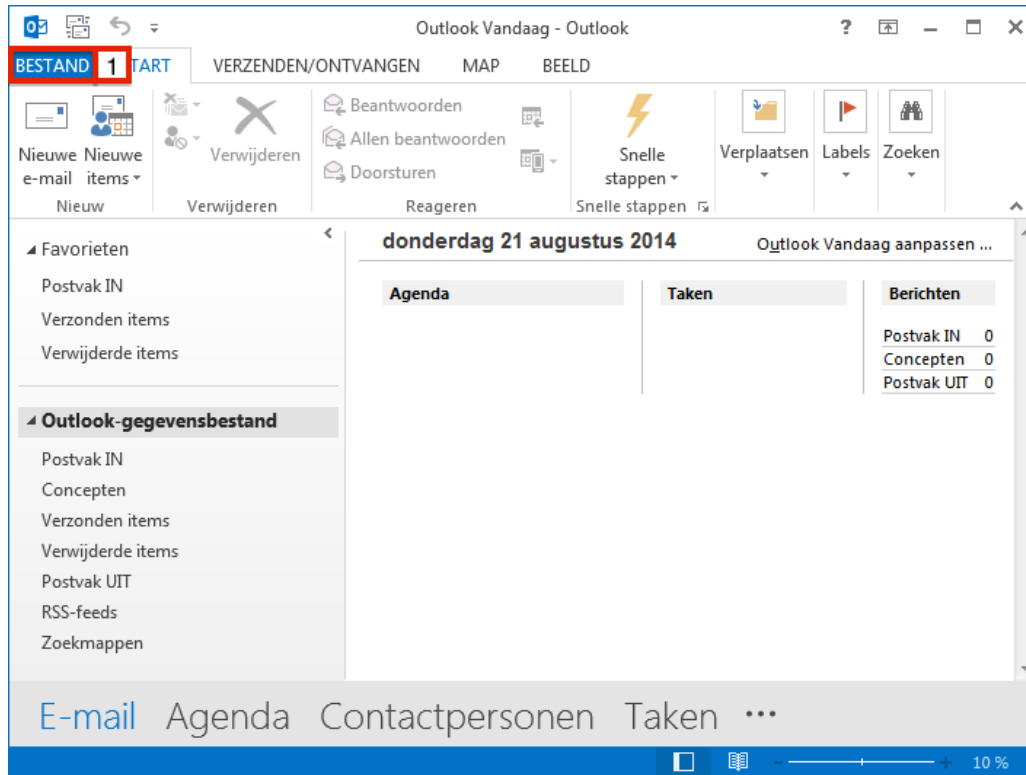 Outlook Vandaag - Outlook
?
BESTAND 1 TART VERZENDEN/ONTVANGEN MAP BEELD
Nieuwe e-mail
Nieuwe items
Nieuw
Verwijderen
Verwijderen
Beantwoorden
Allen beantwoorden
Doorsturen
Reageren
Snelle stappen
Snelle stappen
Verplaatsen
Labels
Zoeken
Favorieten
Postvak IN
Verzonden items
Verwijderde items
Outlook-gegevensbestand
Postvak IN
Concepten
Verzonden items
Verwijderde items
Postvak UIT
RSS-feeds
Zoekmappen
donderdag 21 augustus 2014
Outlook Vandaag aanpassen ...
Agenda
Taken
Berichten
Postvak IN 0
Concepten 0
Postvak UIT 0
E-mail Agenda Contactpersonen Taken •••
10 %